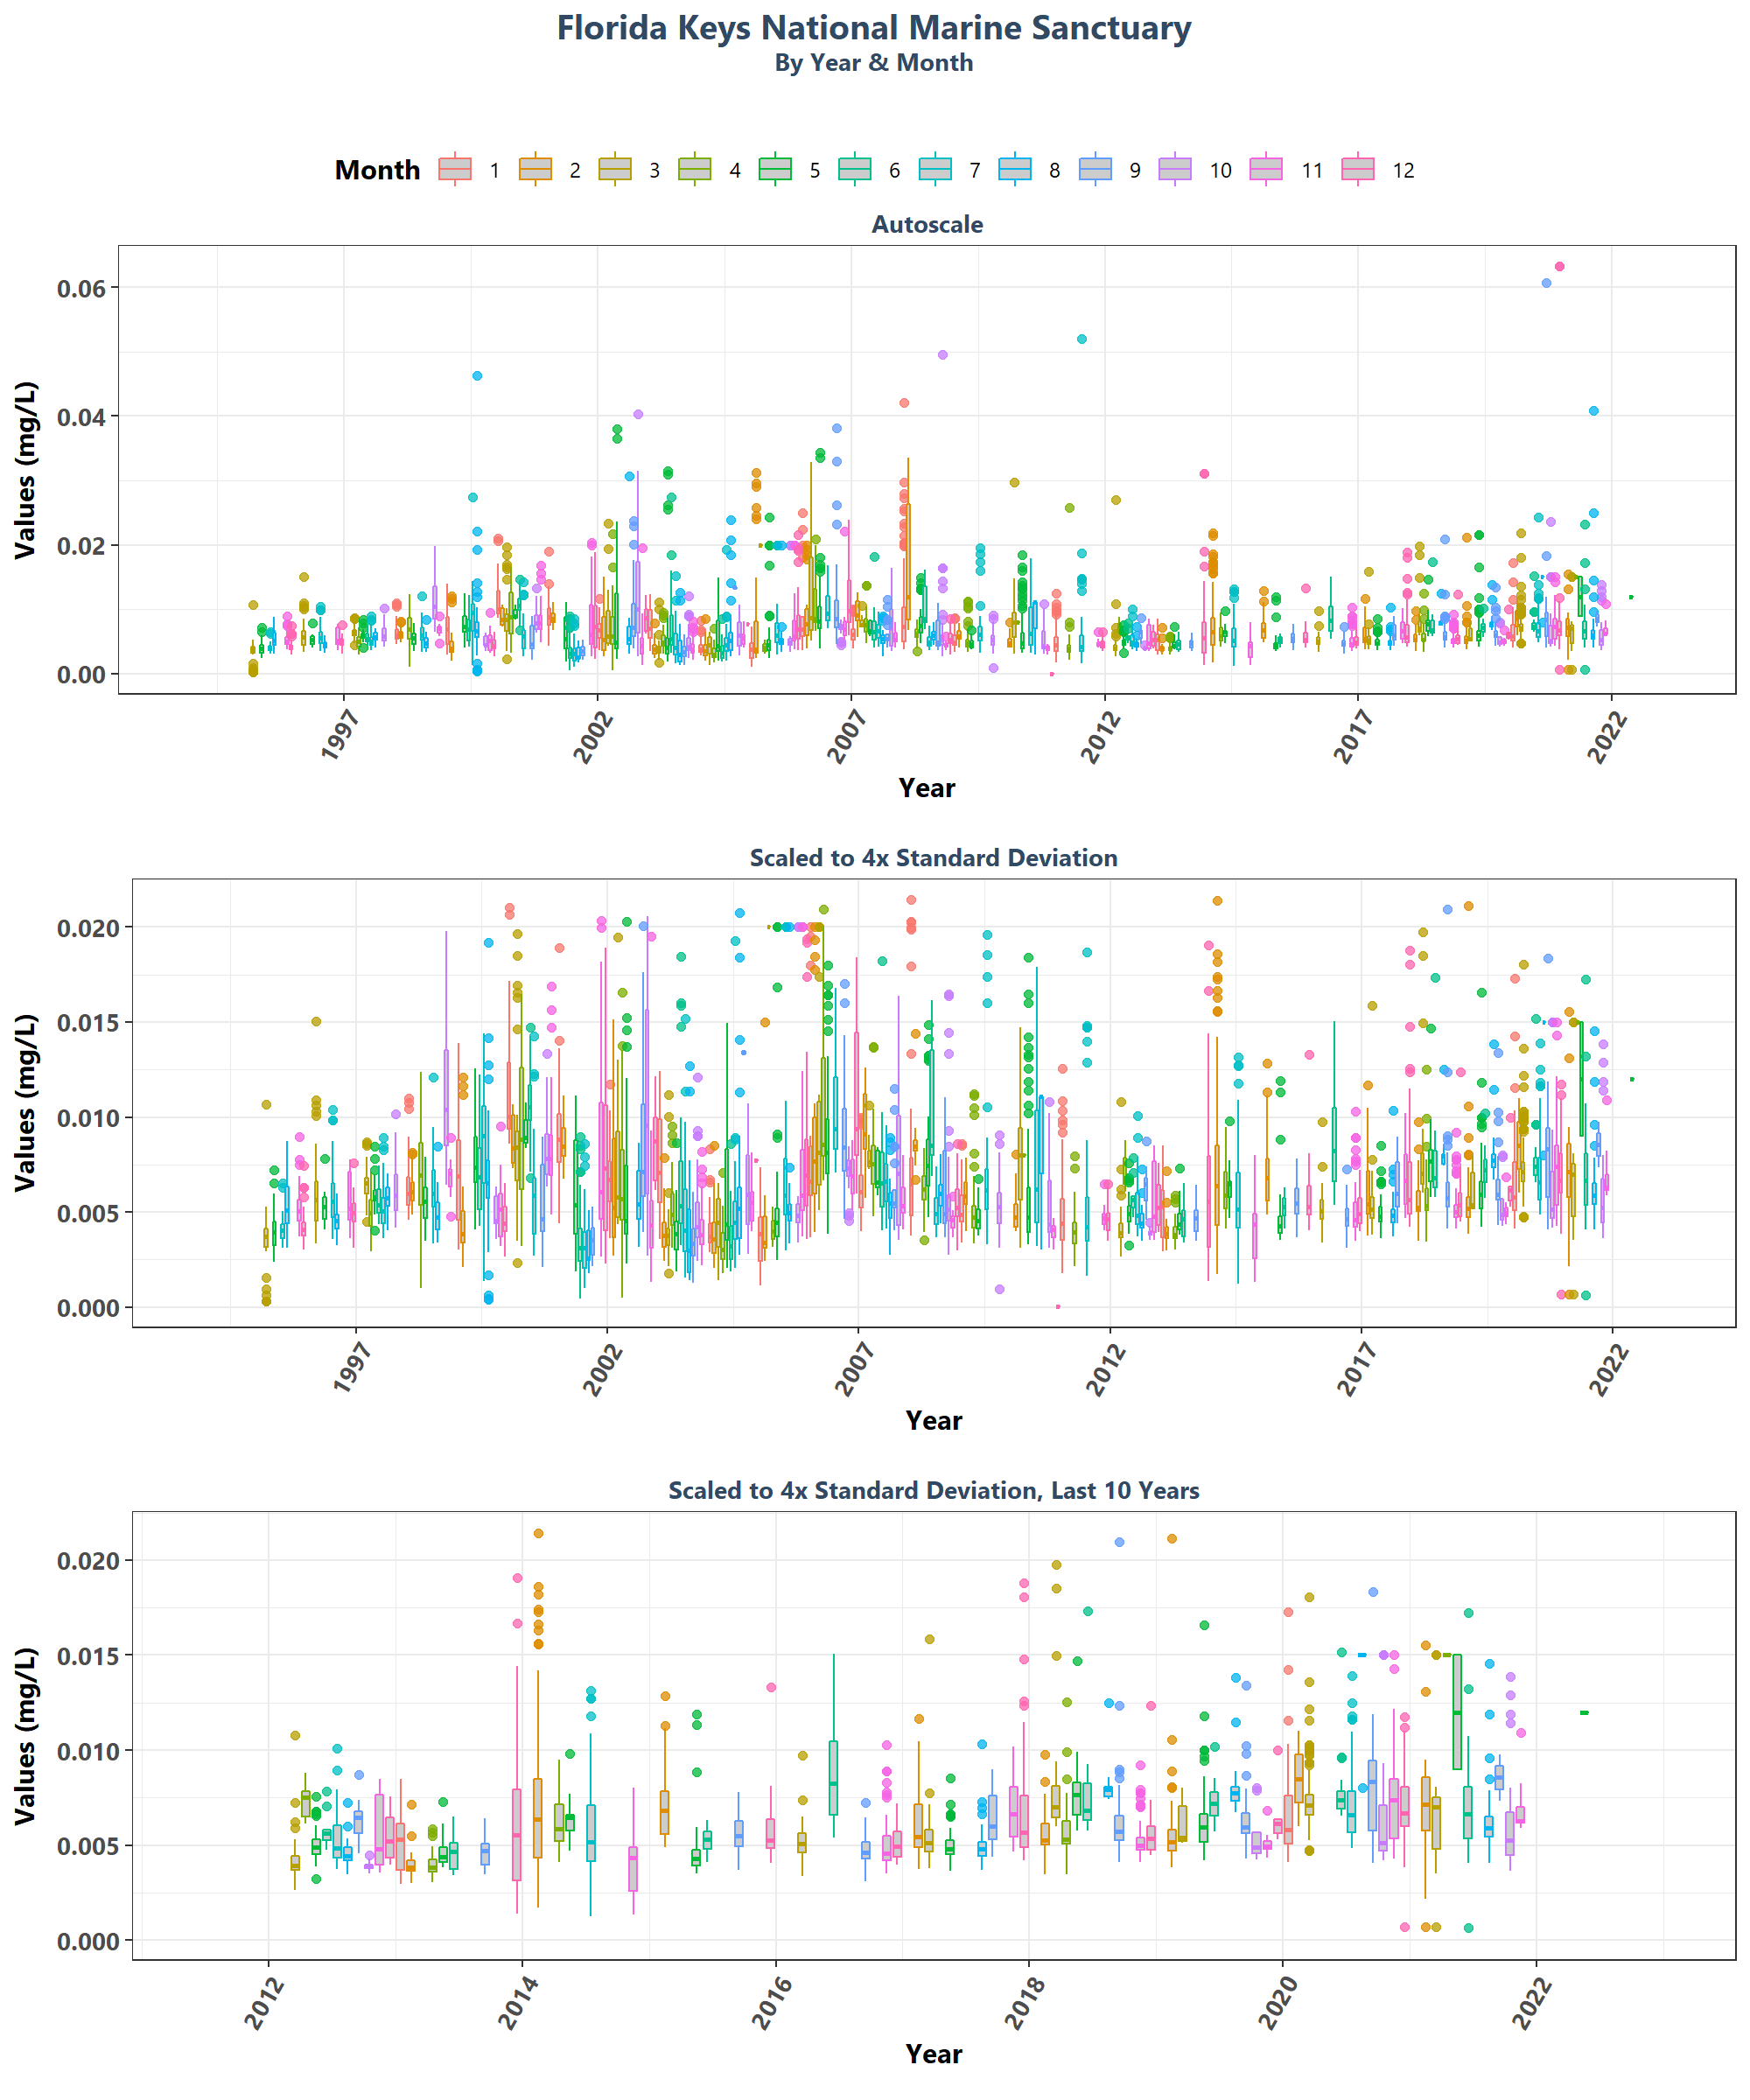 Florida Keys National Marine Sanctuary
By Year & Month
Month 1 2 3 4 5 6 7 8 9 10 11 12
Autoscale
Values (mg/L)
0.06
0.04
0.02
0.00
1997 2002 2007 2012 2017 2022
Year
Scaled to 4x Standard Deviation
Values (mg/L)
0.020
0.015
0.010
0.005
0.000
1997 2002 2007 2012 2017 2022
Year
Scaled to 4x Standard Deviation, Last 10 Years
Values (mg/L)
0.020
0.015
0.010
0.005
0.000
2012 2014 2016 2018 2020 2022
Year